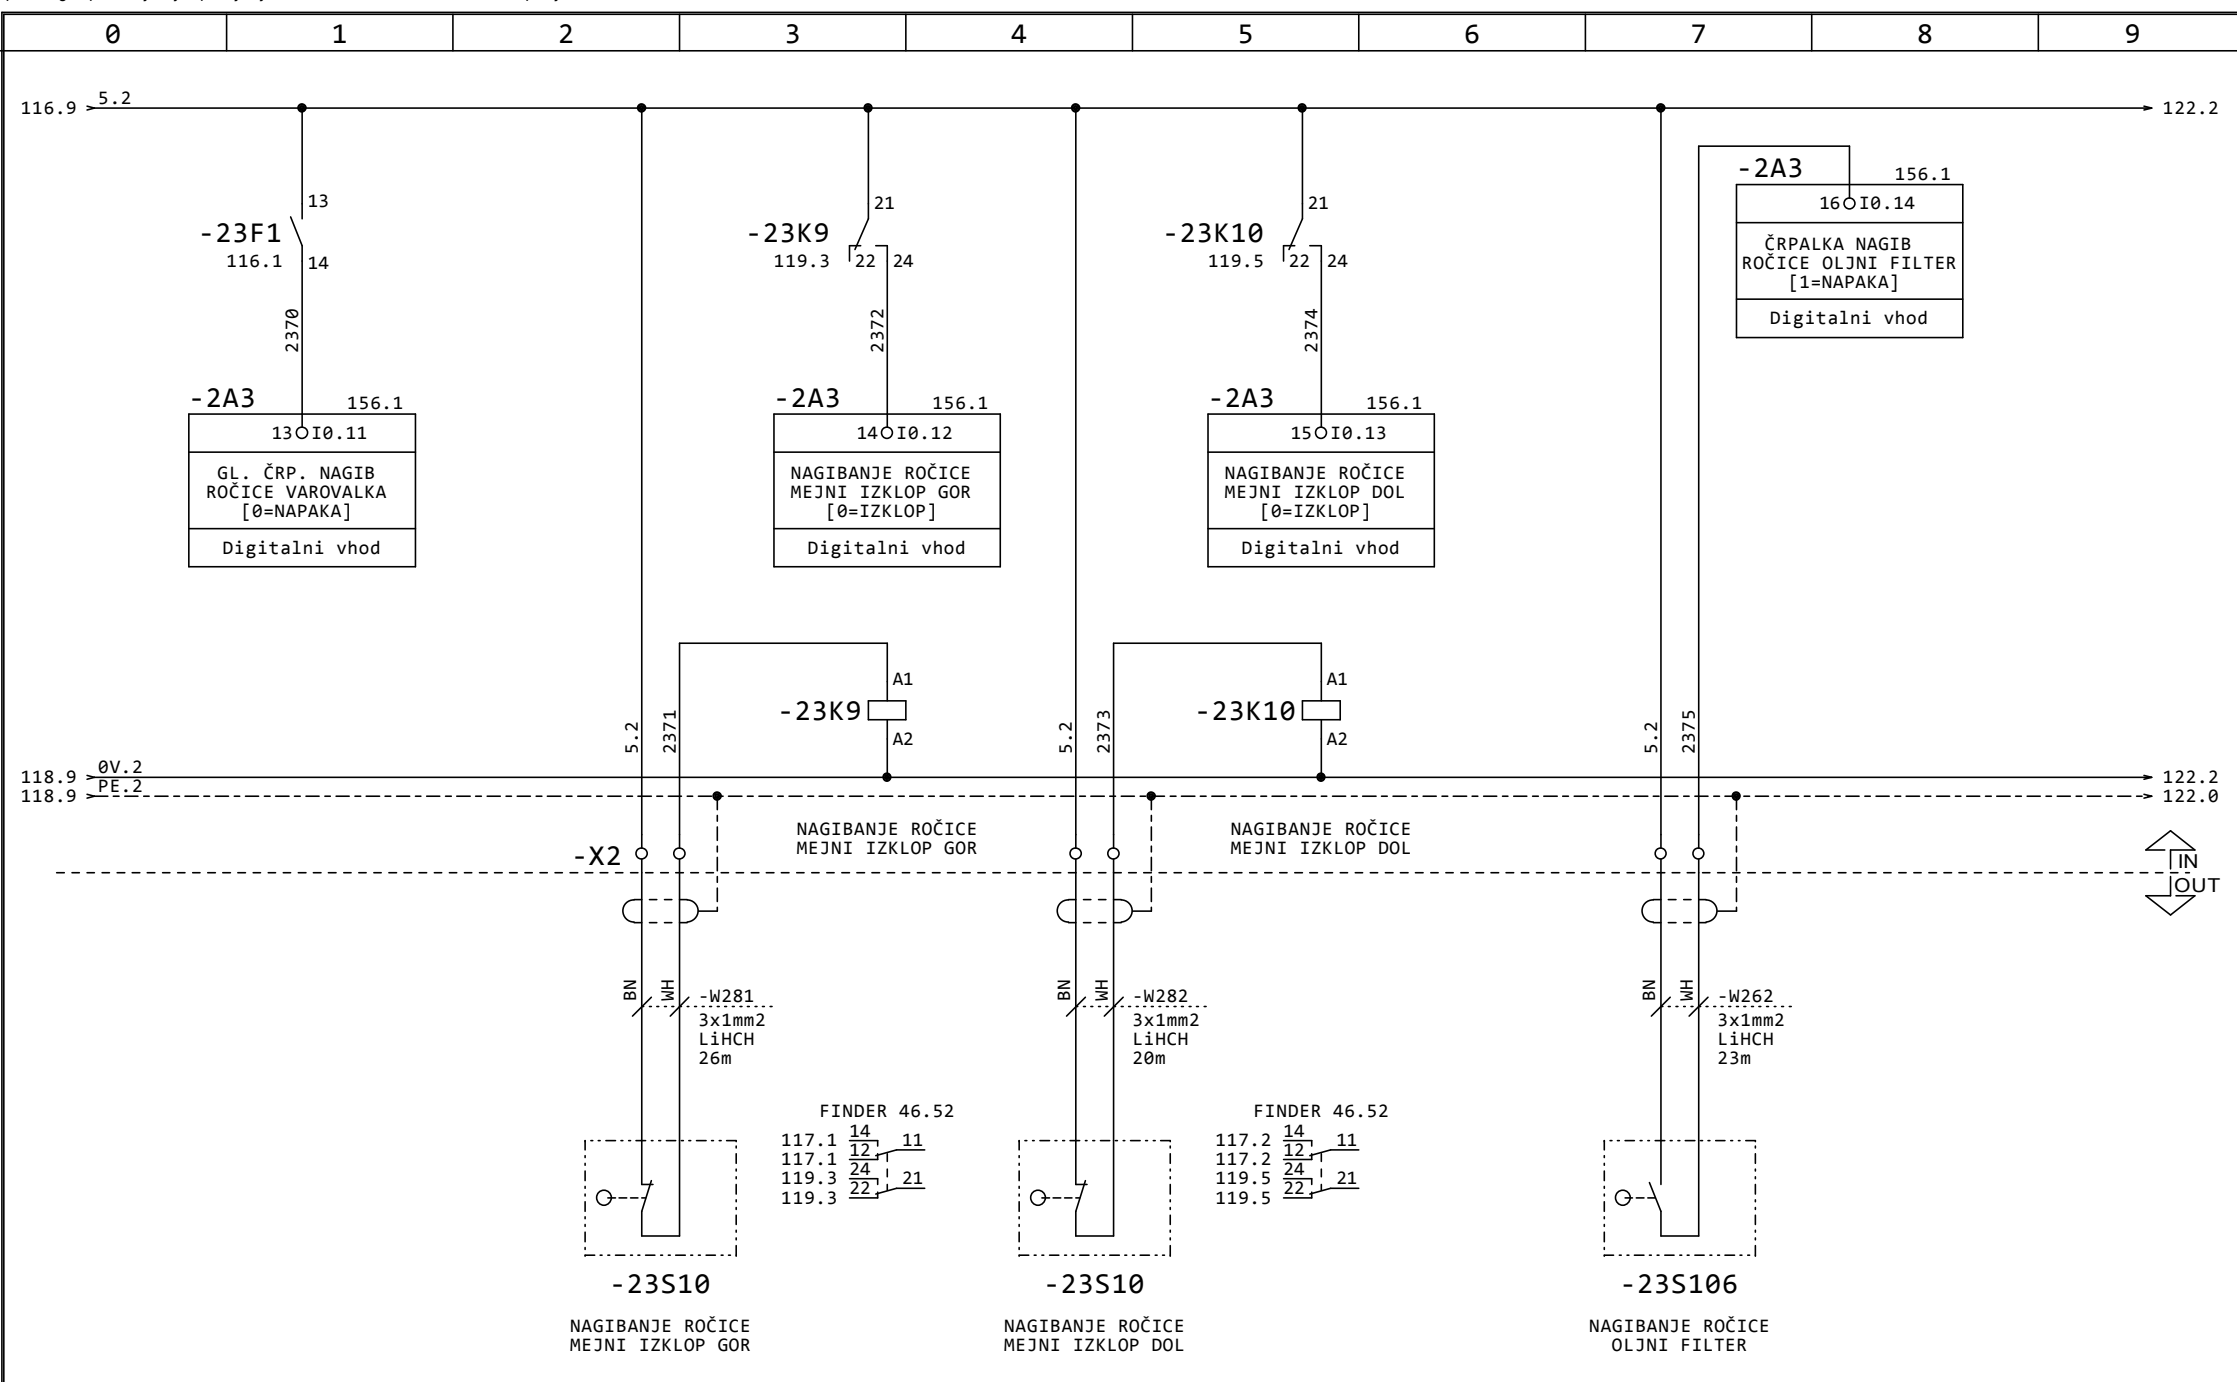 0 1 2 3 4 5 6 7 8 9
116.9 5.2 122.2
-23F1
116.1
13
14
2370
-2A3 156.1
13 I0.11
GL. ČRP. NAGIB
ROČICE VAROVALKA
[0=NAPAKA]
Digitalni vhod
-23K9
119.3
21
22 24
2372
-2A3 156.1
14 I0.12
NAGIBANJE ROČICE
MEJNI IZKLOP GOR
[0=IZKLOP]
Digitalni vhod
-23K10
119.5
21
22 24
2374
-2A3 156.1
15 I0.13
NAGIBANJE ROČICE
MEJNI IZKLOP DOL
[0=IZKLOP]
Digitalni vhod
-2A3 156.1
16 I0.14
ČRPALKA NAGIB
ROČICE OLJNI FILTER
[1=NAPAKA]
Digitalni vhod
5.2
2371
A1
-23K9
A2
5.2
2373
A1
-23K10
A2
5.2
2375
118.9 0V.2 122.2
118.9 PE.2 122.0
NAGIBANJE ROČICE
MEJNI IZKLOP GOR
NAGIBANJE ROČICE
MEJNI IZKLOP DOL
-X2
IN
OUT
BN
WH
-W281
3x1mm2
LiHCH
26m
BN
WH
-W282
3x1mm2
LiHCH
20m
BN
WH
-W262
3x1mm2
LiHCH
23m
FINDER 46.52
117.1 14
117.1 12 11
119.3 24
119.3 22 21
FINDER 46.52
117.2 14
117.2 12 11
119.5 24
119.5 22 21
-23S10
NAGIBANJE ROČICE
MEJNI IZKLOP GOR
-23S10
NAGIBANJE ROČICE
MEJNI IZKLOP DOL
-23S106
NAGIBANJE ROČICE
OLJNI FILTER